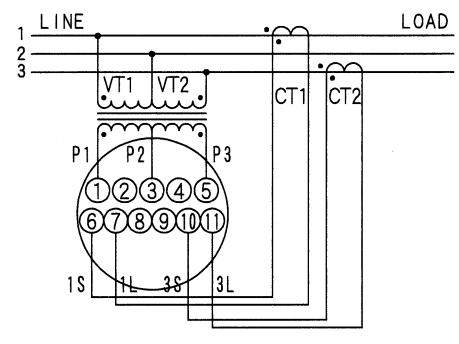 LINE LOAD
1
2
3
VT1 VT2
CT1 CT2
P1 P2 P3
1 2 3 4 5
6 7 8 9 10 11
1S 1L 3S 3L